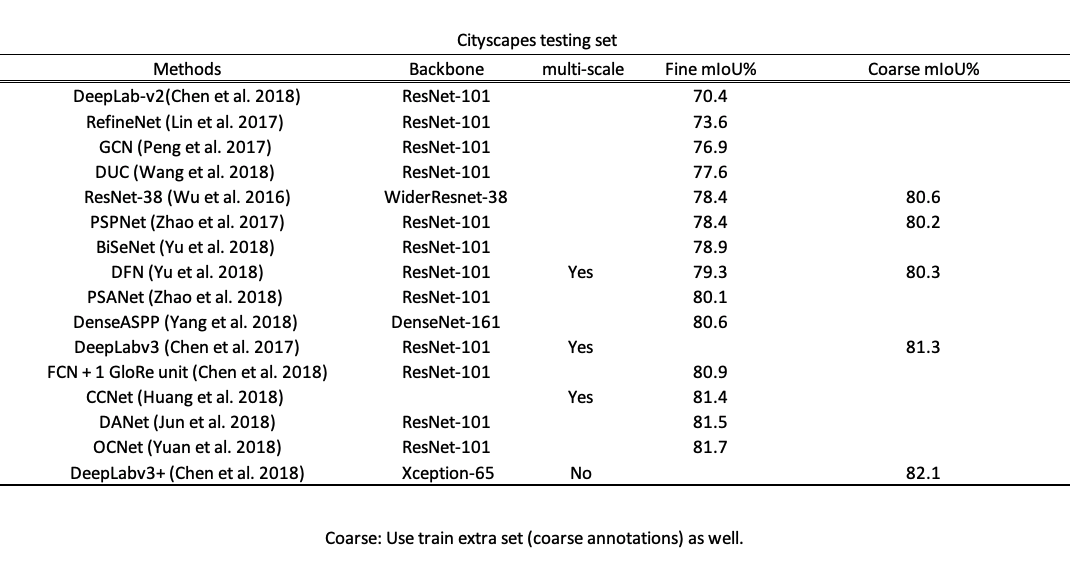 Cityscapes testing set
Methods Backbone multi-scale Fine mIoU% Coarse mIoU%
DeepLab-v2(Chen et al. 2018) ResNet-101 70.4
RefineNet (Lin et al. 2017) ResNet-101 73.6
GCN (Peng et al. 2017) ResNet-101 76.9
DUC (Wang et al. 2018) ResNet-101 77.6
ResNet-38 (Wu et al. 2016) WiderResnet-38 78.4 80.6
PSPNet (Zhao et al. 2017) ResNet-101 78.4 80.2
BiSeNet (Yu et al. 2018) ResNet-101 78.9
DFN (Yu et al. 2018) ResNet-101 Yes 79.3 80.3
PSANet (Zhao et al. 2018) ResNet-101 80.1
DenseASPP (Yang et al. 2018) DenseNet-161 80.6
DeepLabv3 (Chen et al. 2017) ResNet-101 Yes 81.3
FCN + 1 GloRe unit (Chen et al. 2018) ResNet-101 80.9
CCNet (Huang et al. 2018) Yes 81.4
DANet (Jun et al. 2018) ResNet-101 81.5
OCNet (Yuan et al. 2018) ResNet-101 81.7
DeepLabv3+ (Chen et al. 2018) Xception-65 No 82.1
Coarse: Use train extra set (coarse annotations) as well.